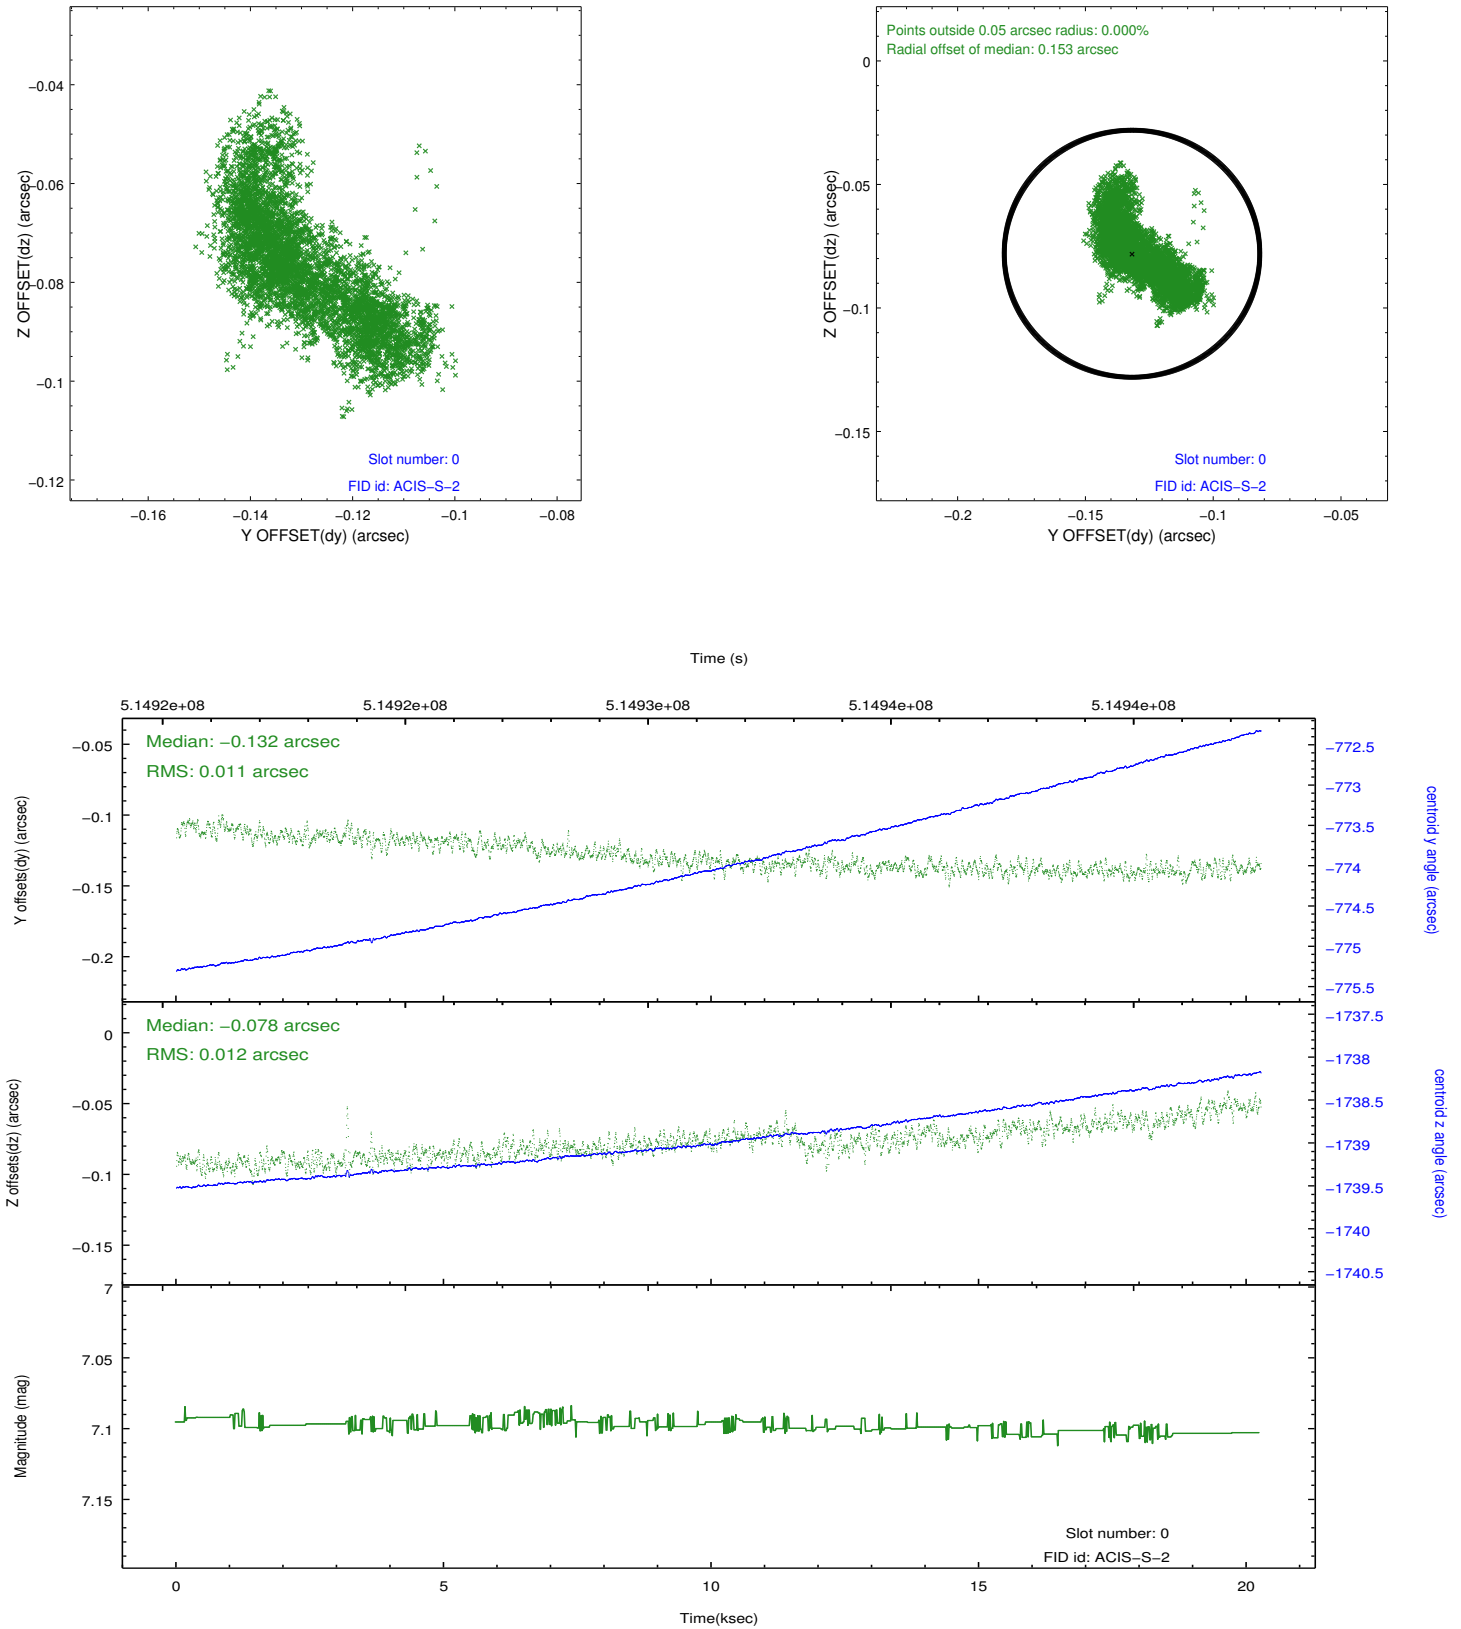 −0.04
−0.06
−0.08
−0.1
−0.12
Z OFFSET(dz) (arcsec)
Slot number: 0
FID id: ACIS−S−2
−0.16
−0.14
−0.12
−0.1
−0.08
Y OFFSET(dy) (arcsec)
Points outside 0.05 arcsec radius: 0.000%
Radial offset of median: 0.153 arcsec
0
−0.05
−0.1
−0.15
Z OFFSET(dz) (arcsec)
Slot number: 0
FID id: ACIS−S−2
−0.2
−0.15
−0.1
−0.05
Y OFFSET(dy) (arcsec)
Time (s)
5.1492e+08
5.1492e+08
5.1493e+08
5.1494e+08
5.1494e+08
Median: −0.132 arcsec
RMS: 0.011 arcsec
−0.05
−0.1
−0.15
−0.2
Y offsets(dy) (arcsec)
−772.5
−773
−773.5
−774
−774.5
−775
−775.5
centroid y angle (arcsec)
Median: −0.078 arcsec
RMS: 0.012 arcsec
0
−0.05
−0.1
−0.15
Z offsets(dz) (arcsec)
−1737.5
−1738
−1738.5
−1739
−1739.5
−1740
−1740.5
centroid z angle (arcsec)
7
7.05
7.1
7.15
Magnitude (mag)
Slot number: 0
FID id: ACIS−S−2
0
5
10
15
20
Time(ksec)